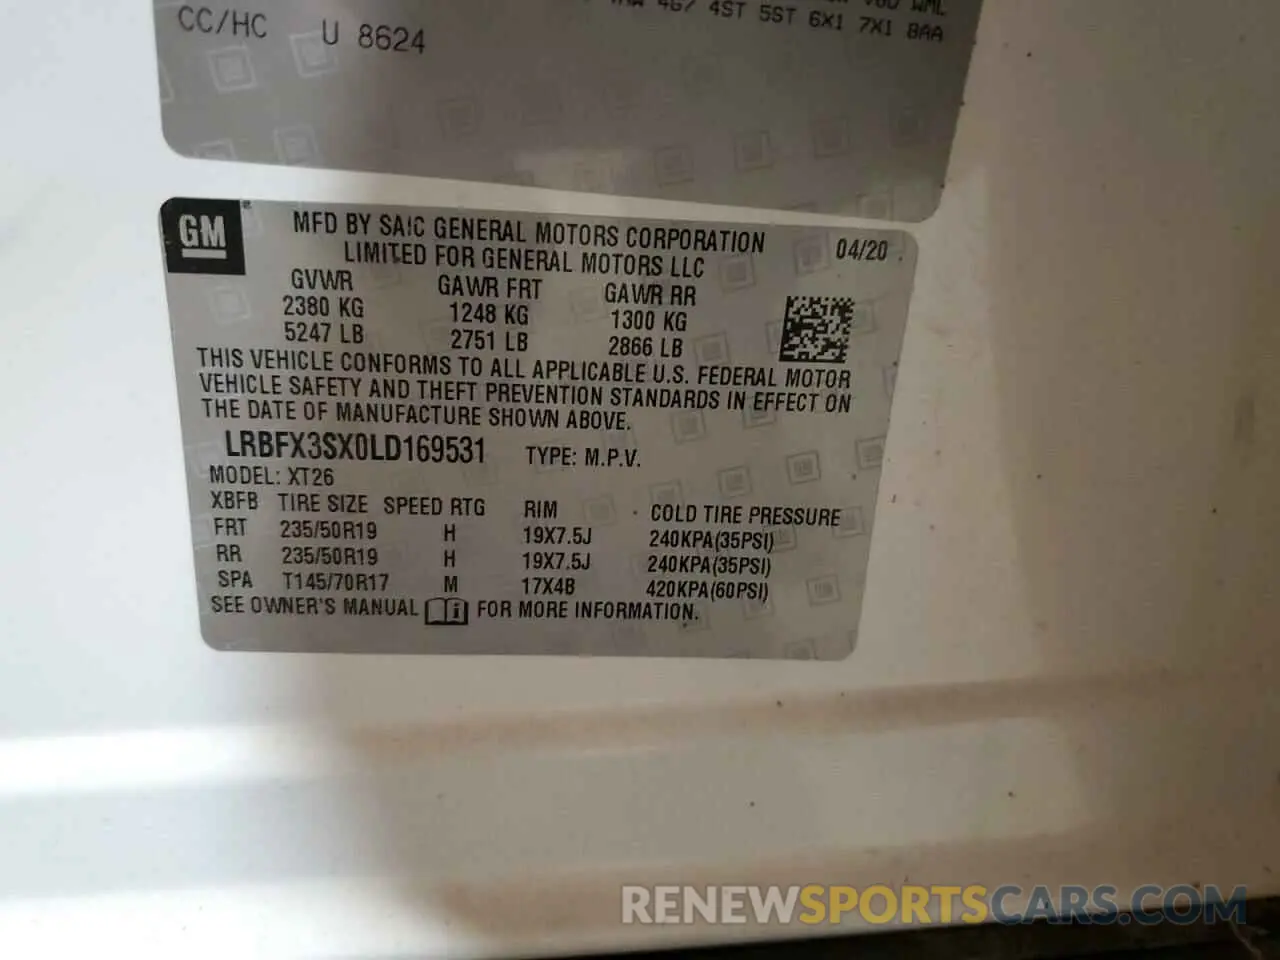 4G7 4ST 5ST 6X1 7X1 8AA
CC/HC U 8624
GM
MFD BY SAIC GENERAL MOTORS CORPORATION 04/20
LIMITED FOR GENERAL MOTORS LLC
GVWR GAWR FRT GAWR RR
2380 KG 1248 KG 1300 KG
5247 LB 2751 LB 2866 LB
THIS VEHICLE CONFORMS TO ALL APPLICABLE U.S. FEDERAL MOTOR
VEHICLE SAFETY AND THEFT PREVENTION STANDARDS IN EFFECT ON
THE DATE OF MANUFACTURE SHOWN ABOVE.
LRBFX3SX0LD169531 TYPE: M.P.V.
MODEL: XT26
XBFB TIRE SIZE SPEED RTG RIM COLD TIRE PRESSURE
FRT 235/50R19 H 19X7.5J 240KPA(35PSI)
RR 235/50R19 H 19X7.5J 240KPA(35PSI)
SPA T145/70R17 M 17X4B 420KPA(60PSI)
SEE OWNER'S MANUAL FOR MORE INFORMATION.
RENEWSPORTSCARS.COM